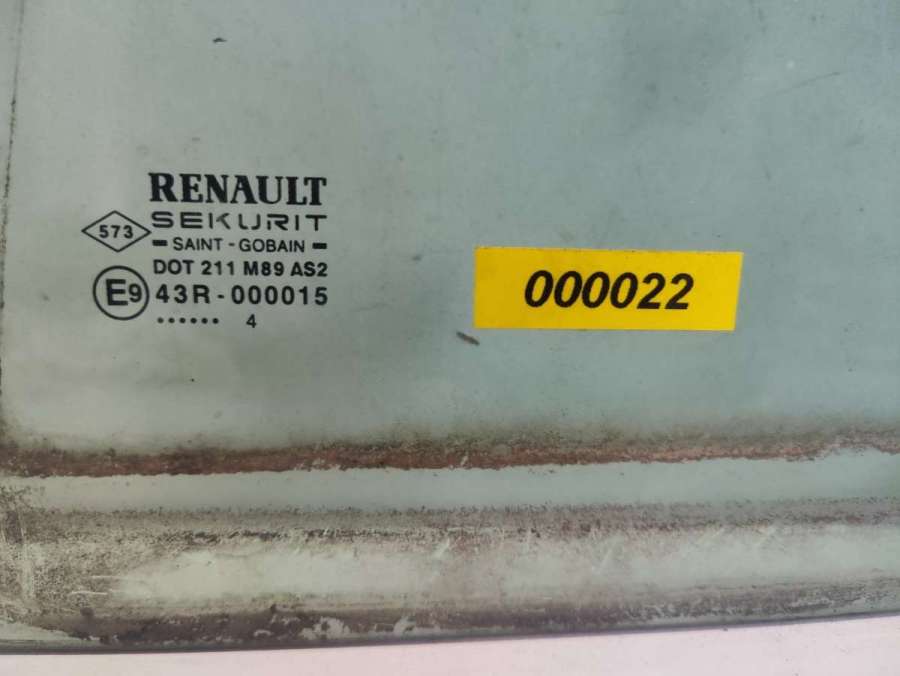 RENAULT
573
SEKURIT
SAINT - GOBAIN
DOT 211 M89 AS2
E9 43R - 000015
...... 4
000022